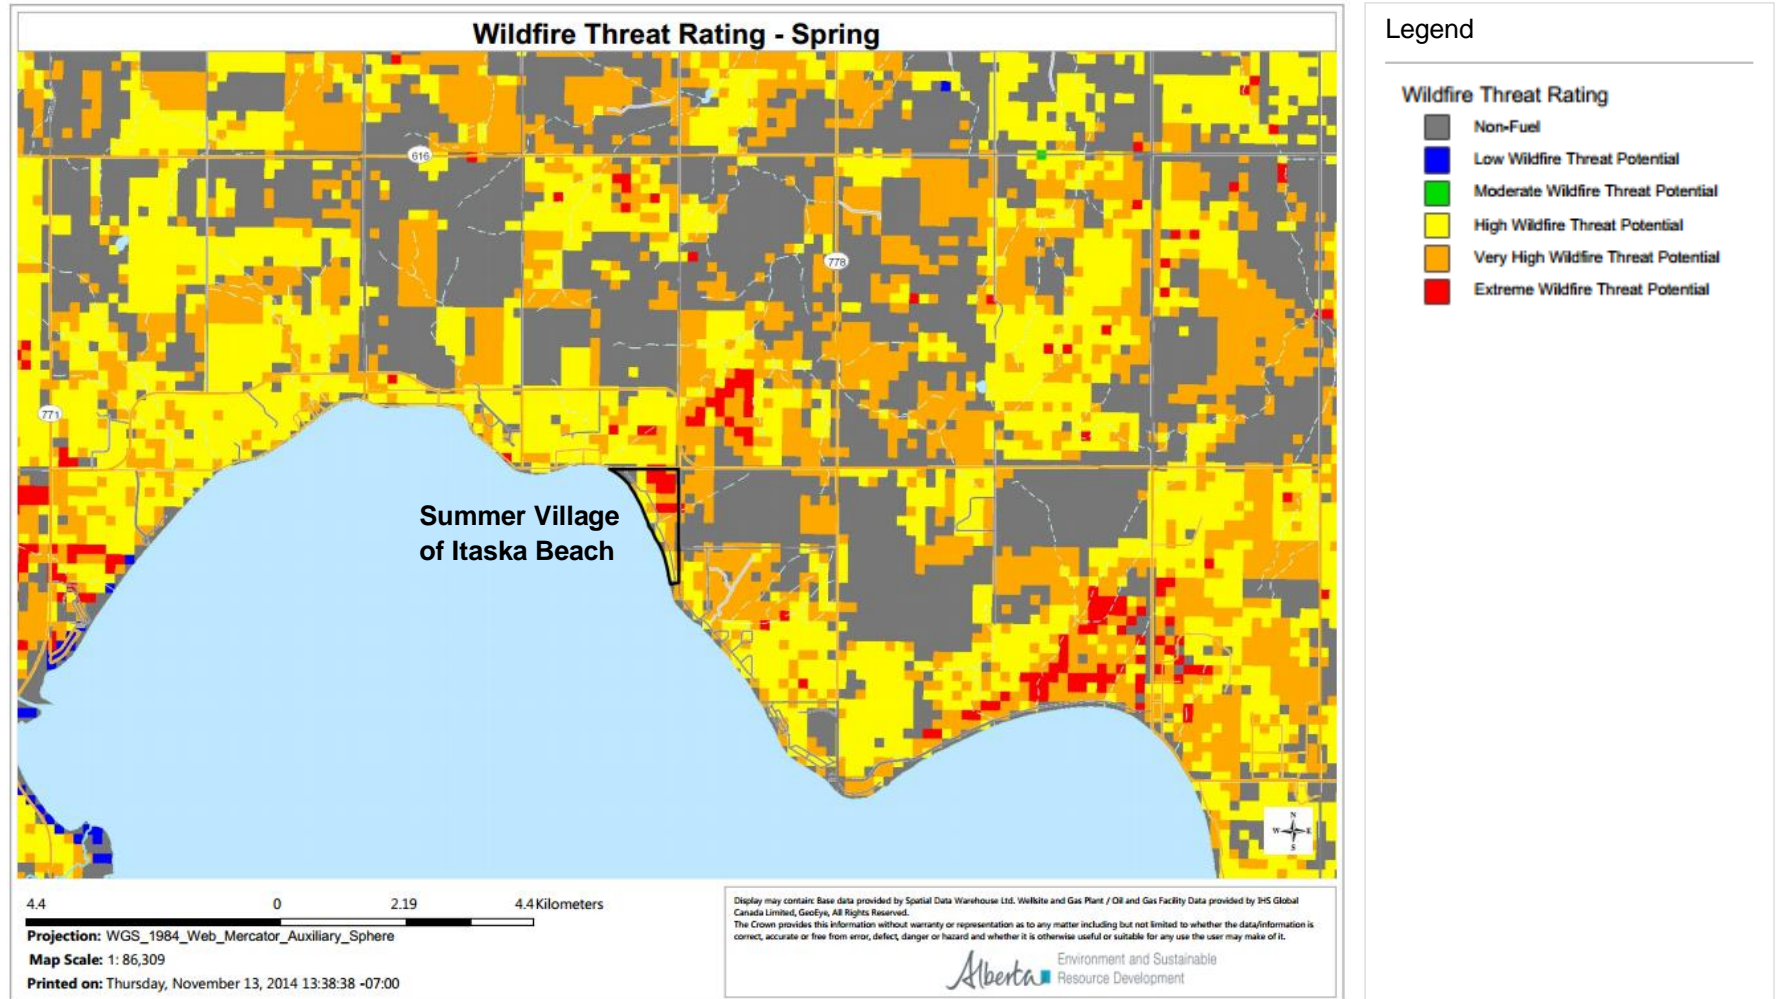 Wildfire Threat Rating - Spring
616
778
771
Summer Village
of Itaska Beach
N
W E
S
4.4 0 2.19 4.4 Kilometers
Projection: WGS_1984_Web_Mercator_Auxiliary_Sphere
Map Scale: 1: 86,309
Printed on: Thursday, November 13, 2014 13:38:38 -07:00
Display may contain: Base data provided by Spatial Data Warehouse Ltd. Wellsite and Gas Plant / Oil and Gas Facility Data provided by IHS Global
Canada Limited, GeoEye, All Rights Reserved.
The Crown provides this information without warranty or representation as to any matter including but not limited to whether the data/information is
correct, accurate or free from error, defect, danger or hazard and whether it is otherwise useful or suitable for any use the user may make of it.
Alberta Environment and Sustainable
Resource Development
Legend
Wildfire Threat Rating
Non-Fuel
Low Wildfire Threat Potential
Moderate Wildfire Threat Potential
High Wildfire Threat Potential
Very High Wildfire Threat Potential
Extreme Wildfire Threat Potential